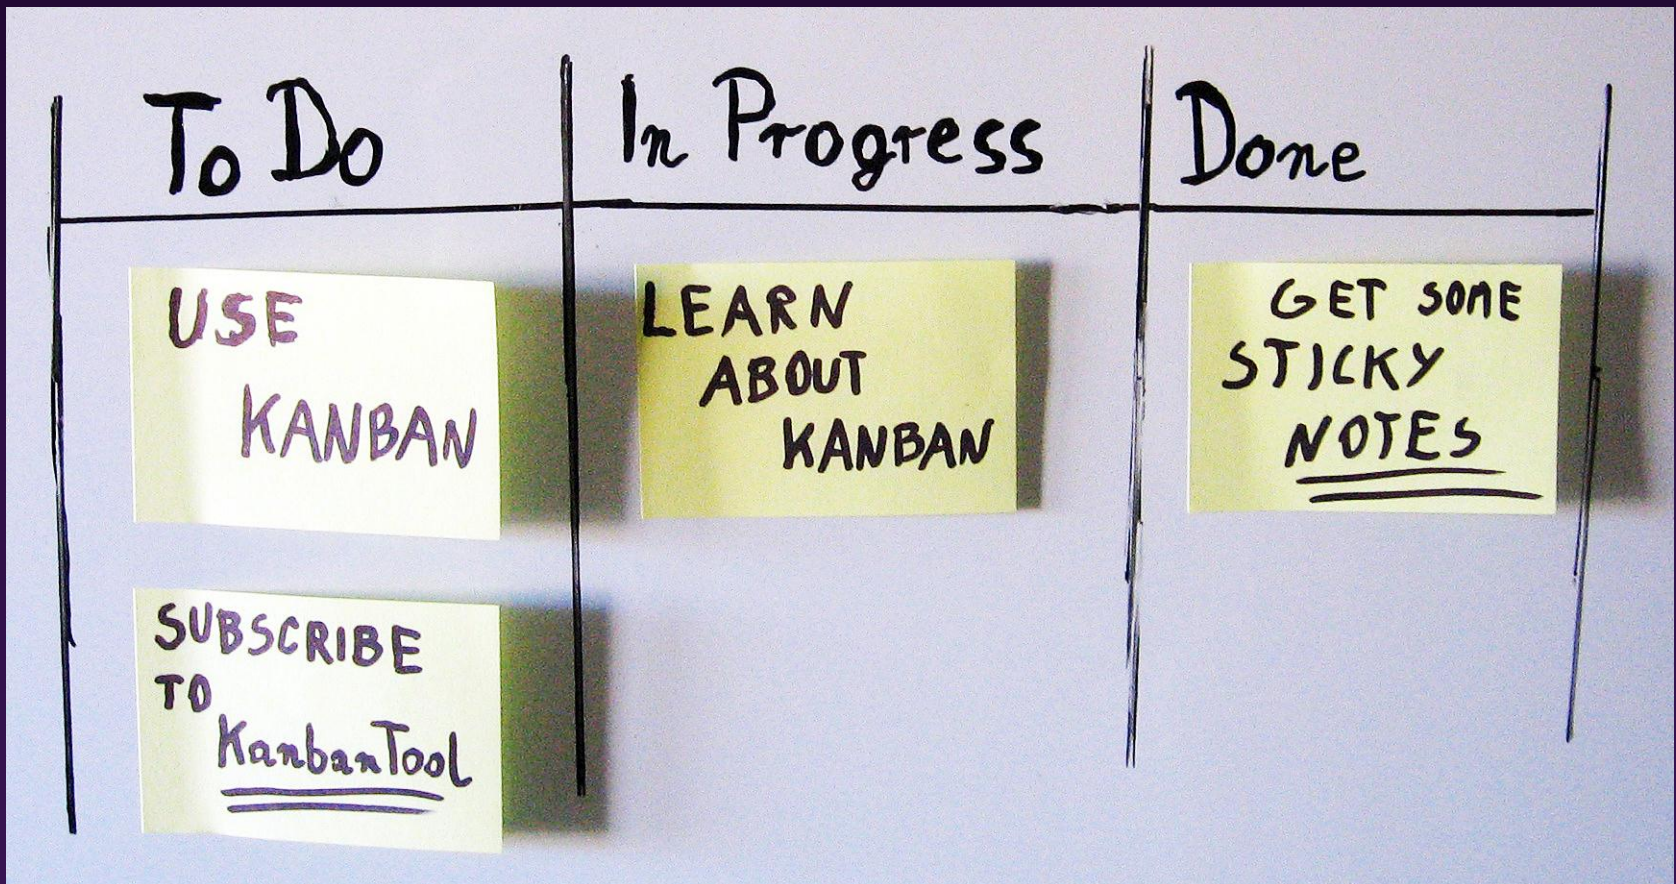 To Do
In Progress
Done
USE
KANBAN
SUBSCRIBE
TO
KanbanTool
LEARN
ABOUT
KANBAN
GET SOME
STICKY
NOTES